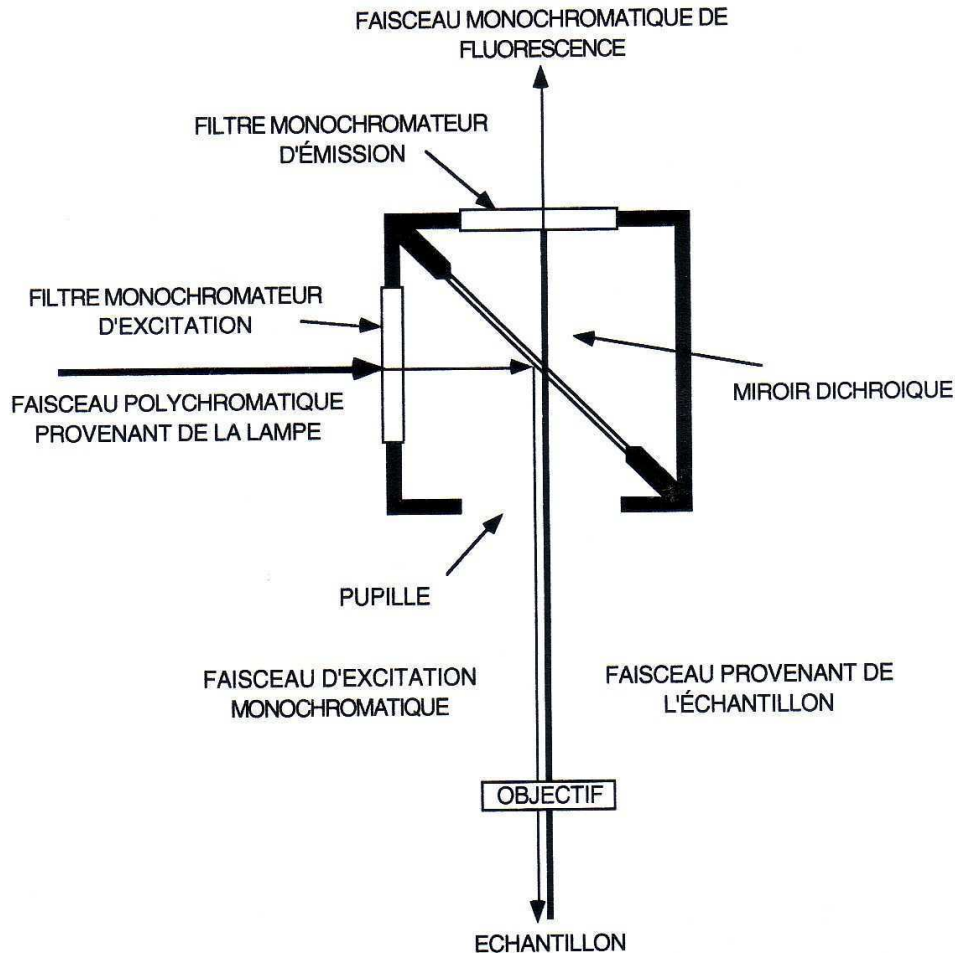 FAISCEAU MONOCHROMATIQUE DE
FLUORESCENCE
FILTRE MONOCHROMATEUR
D'ÉMISSION
FILTRE MONOCHROMATEUR
D'EXCITATION
FAISCEAU POLYCHROMATIQUE
PROVENANT DE LA LAMPE
MIROIR DICHROIQUE
PUPILLE
FAISCEAU D'EXCITATION
MONOCHROMATIQUE
FAISCEAU PROVENANT DE
L'ÉCHANTILLON
OBJECTIF
ECHANTILLON